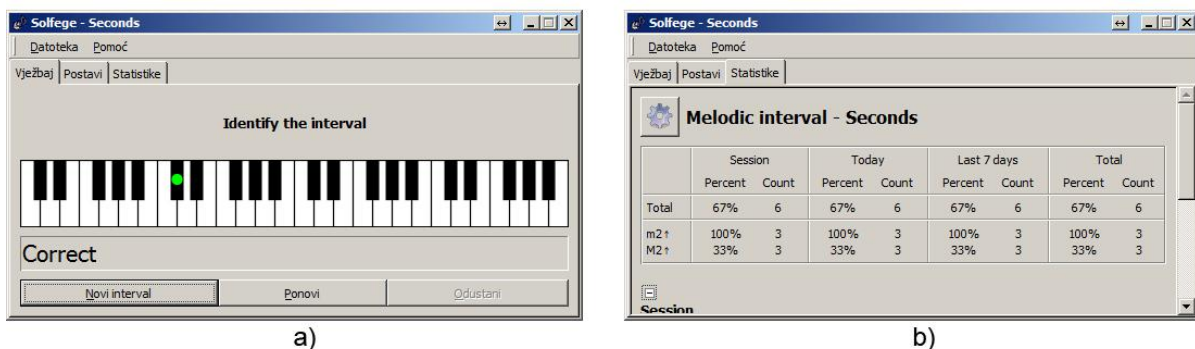 Solfege - Seconds
Datoteka Pomoć
Vježbaj Postavi Statistike
Identify the interval
Correct
Novi interval Ponovi Odustani
a)
Solfege - Seconds
Datoteka Pomoć
Vježbaj Postavi Statistike
Melodic interval - Seconds
Session Today Last 7 days Total
Percent Count Percent Count Percent Count Percent Count
Total 67% 6 67% 6 67% 6 67% 6
m2↑ 100% 3 100% 3 100% 3 100% 3
M2↑ 33% 3 33% 3 33% 3 33% 3
Session
b)